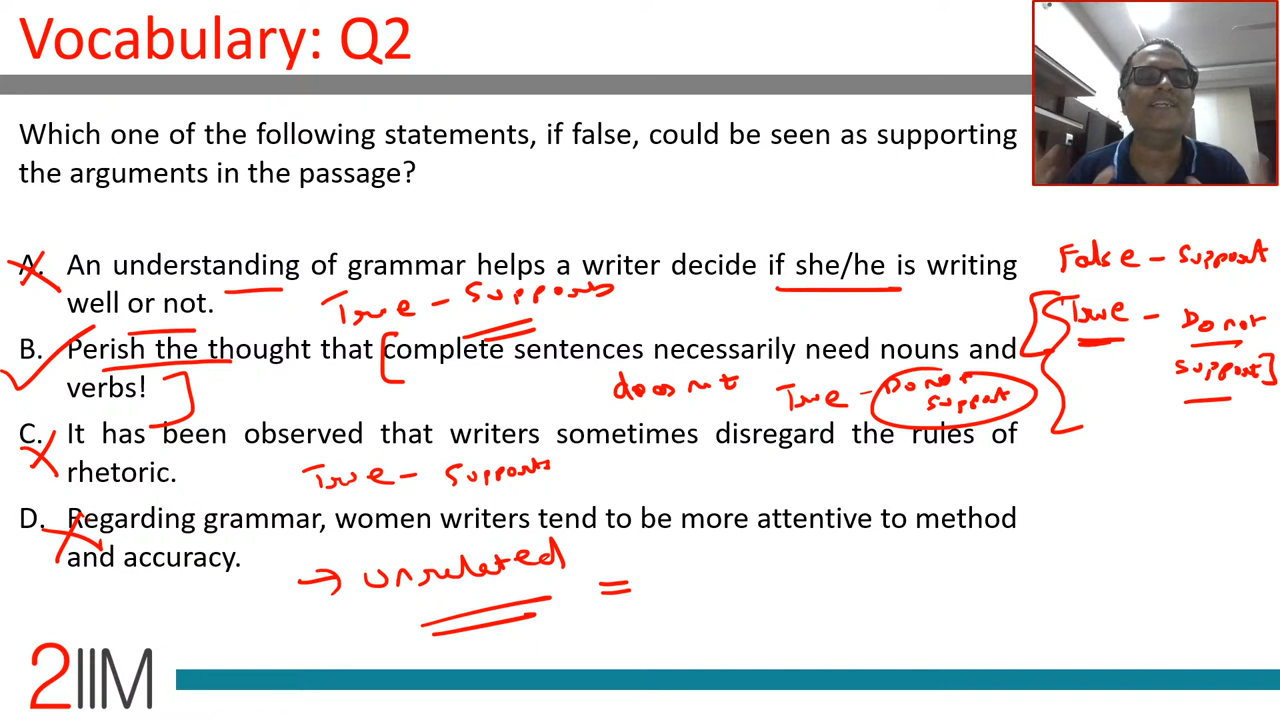 Vocabulary: Q2
Which one of the following statements, if false, could be seen as supporting
the arguments in the passage?
A. An understanding of grammar helps a writer decide if she/he is writing
well or not.
True - Supports
B. Perish the thought that complete sentences necessarily need nouns and
verbs!
does not True - Do not
support
C. It has been observed that writers sometimes disregard the rules of
rhetoric.
True - Supports
D. Regarding grammar, women writers tend to be more attentive to method
and accuracy.
→ unrelated =
False - Support
True - Do not
support]
2IIM